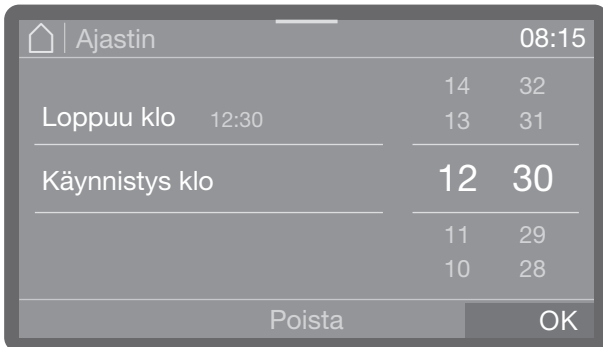 Ajastin 08:15
14 32
Loppuu klo 12:30 13 31
Käynnistys klo 12 30
11 29
10 28
Poista OK